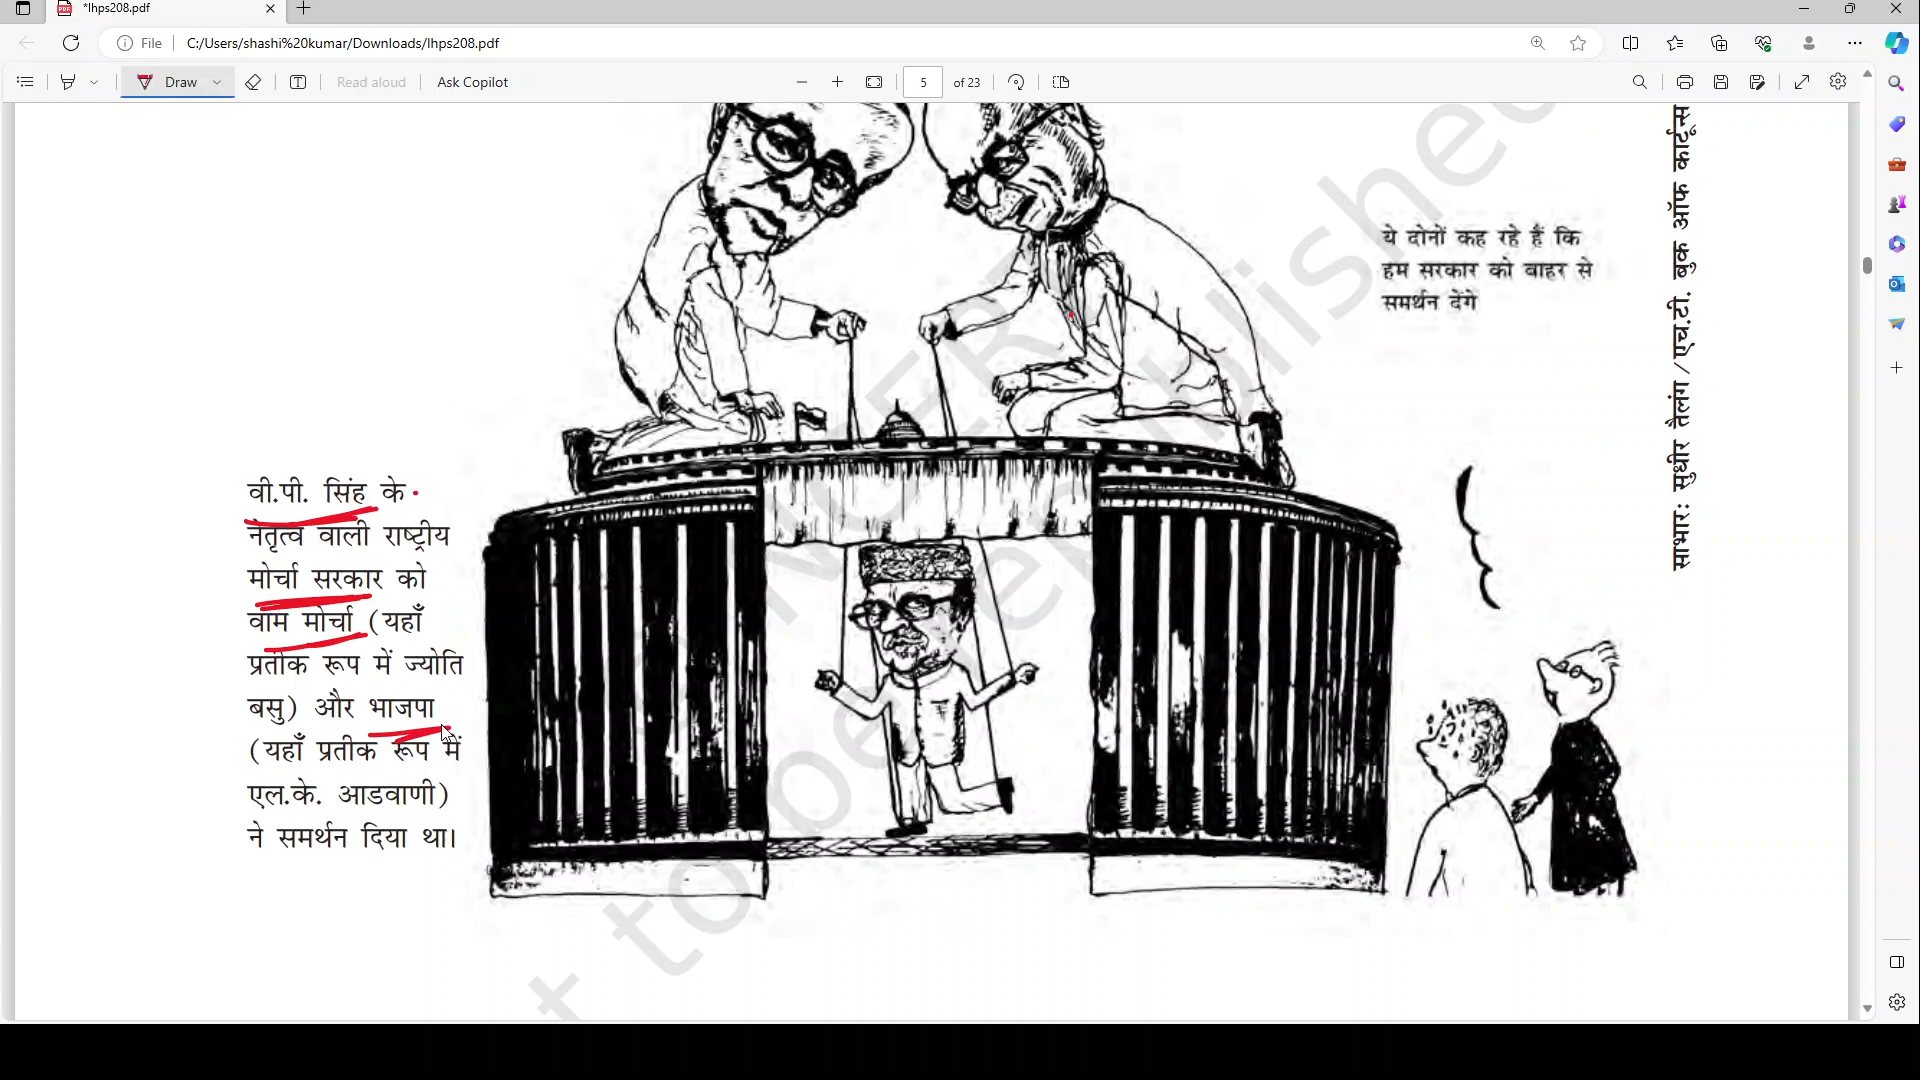 *lhps208.pdf
File
C:/Users/shashi%20kumar/Downloads/lhps208.pdf
Draw
Read aloud
Ask Copilot
5 of 23
ये दोनों कह रहे हैं कि
हम सरकार को बाहर से
समर्थन देंगे
साभार: सुधीर तैलंग/एच.टी. बुक ऑफ कार्टून्स
वी.पी. सिंह के
नेतृत्व वाली राष्ट्रीय
मोर्चा सरकार को
वाम मोर्चा (यहाँ
प्रतीक रूप में ज्योति
बसु) और भाजपा
(यहाँ प्रतीक रूप में
एल.के. आडवाणी)
ने समर्थन दिया था।
to be